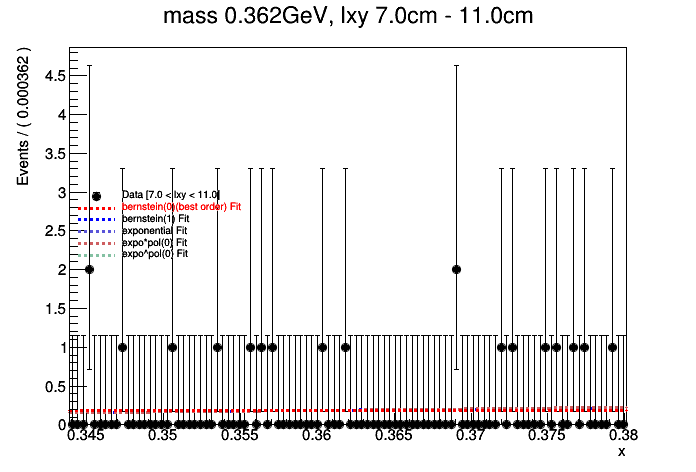 mass 0.362GeV, lxy 7.0cm - 11.0cm
Events / ( 0.000362 )
4.5
4
3.5
3
2.5
2
1.5
1
0.5
0
Data [7.0 < lxy < 11.0]
bernstein(0)(best order) Fit
bernstein(1) Fit
exponential Fit
expo*pol(0) Fit
expo^pol(0) Fit
0.345 0.35 0.355 0.36 0.365 0.37 0.375 0.38
x